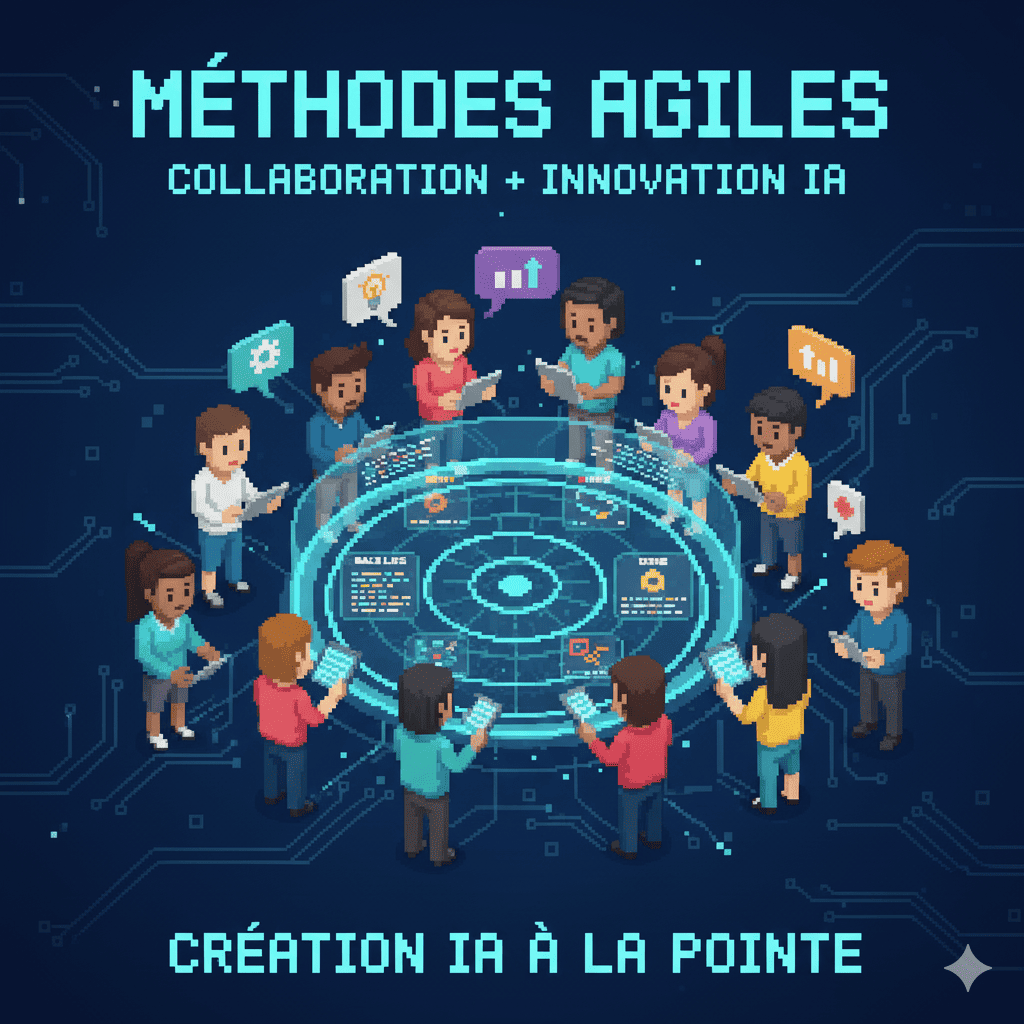 MÉTHODES AGILES
COLLABORATION + INNOVATION IA
CRÉATION IA À LA POINTE